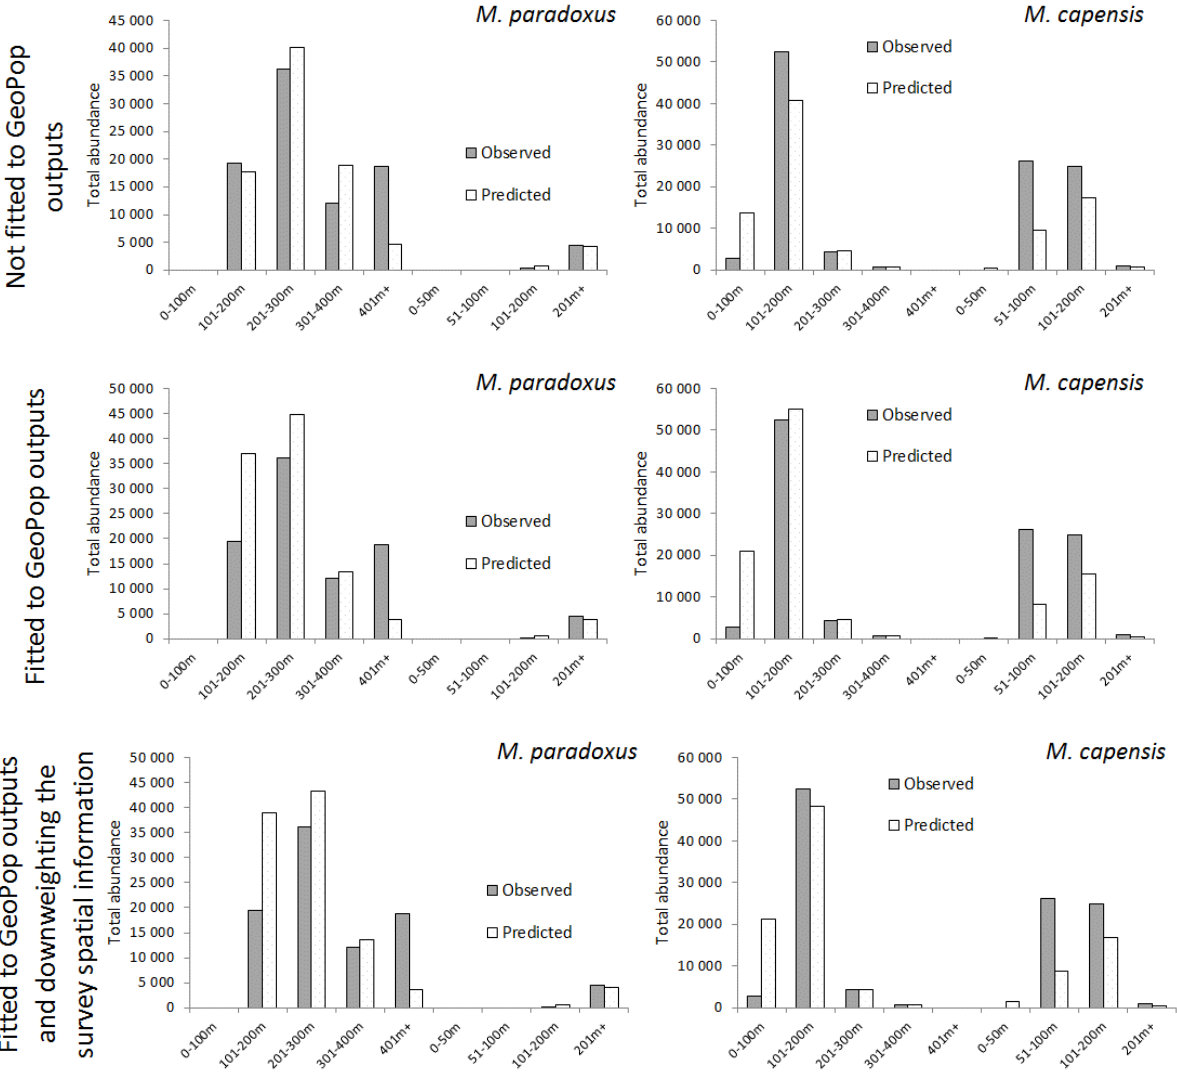 Not fitted to GeoPop
outputs
M. paradoxus
Total abundance
45 000
40 000
35 000
30 000
25 000
20 000
15 000
10 000
5 000
0
Observed
Predicted
0-100m
101-200m
201-300m
301-400m
401m+
0-50m
51-100m
101-200m
201m+
M. capensis
Total abundance
60 000
50 000
40 000
30 000
20 000
10 000
0
Observed
Predicted
0-100m
101-200m
201-300m
301-400m
401m+
0-50m
51-100m
101-200m
201m+
Fitted to GeoPop outputs
M. paradoxus
Total abundance
50 000
45 000
40 000
35 000
30 000
25 000
20 000
15 000
10 000
5 000
0
Observed
Predicted
0-100m
101-200m
201-300m
301-400m
401m+
0-50m
51-100m
101-200m
201m+
M. capensis
Total abundance
60 000
50 000
40 000
30 000
20 000
10 000
0
Observed
Predicted
0-100m
101-200m
201-300m
301-400m
401m+
0-50m
51-100m
101-200m
201m+
Fitted to GeoPop outputs
and downweighting the
survey spatial information
M. paradoxus
Total abundance
50 000
45 000
40 000
35 000
30 000
25 000
20 000
15 000
10 000
5 000
0
Observed
Predicted
0-100m
101-200m
201-300m
301-400m
401m+
0-50m
51-100m
101-200m
201m+
M. capensis
Total abundance
60 000
50 000
40 000
30 000
20 000
10 000
0
Observed
Predicted
0-100m
101-200m
201-300m
301-400m
401m+
0-50m
51-100m
101-200m
201m+